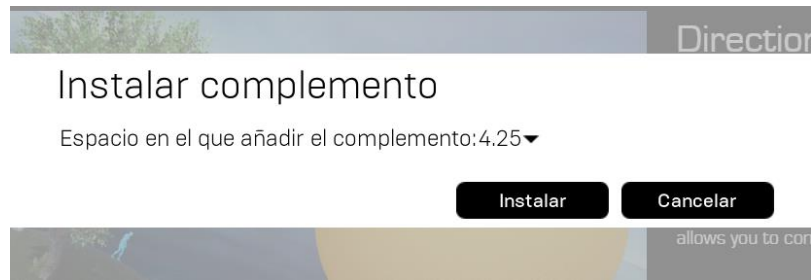 Direction
Instalar complemento
Espacio en el que añadir el complemento:4.25
Instalar
Cancelar
allows you to con